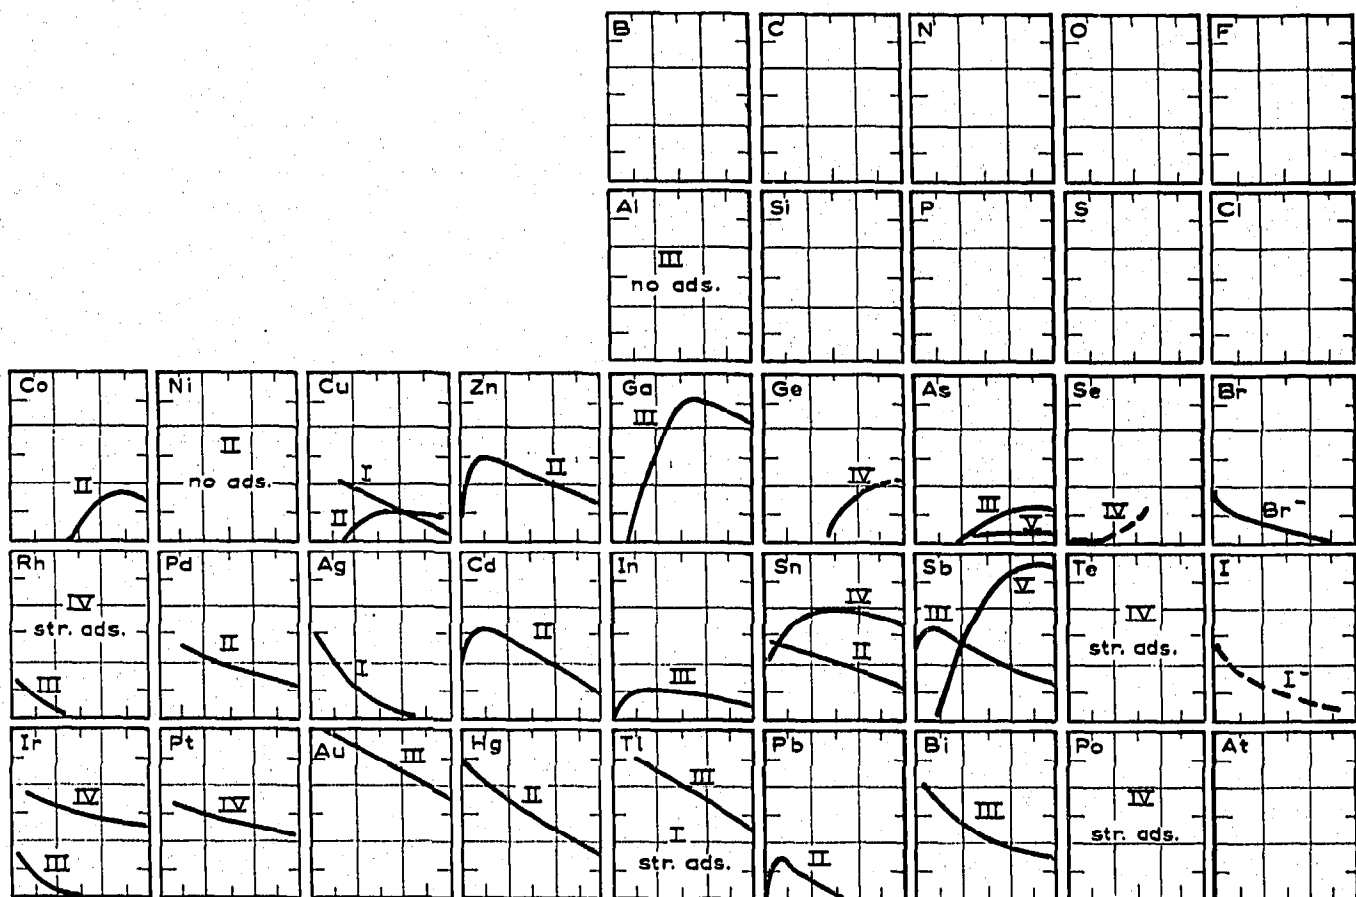 B C N O F
Al Si P S Cl
III
no ads.
Co Ni Cu Zn Ga Ge As Se Br
II
II
no ads.
I
II
II
III
IV
III
V
IV
Br⁻
Rh Pd Ag Cd In Sn Sb Te I
IV
str. ads.
III
II
I
II
III
IV
II
III
V
IV
str. ads.
I⁻
Ir Pt Au Hg Tl Pb Bi Po At
IV
III
IV
III
II
III
I
str. ads.
II
III
IV
str. ads.